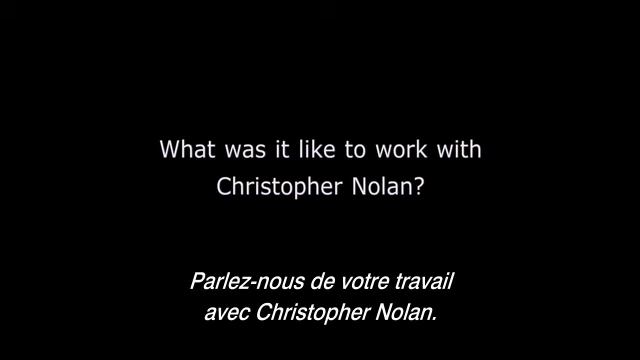 What was it like to work with
Christopher Nolan?
Parlez-nous de votre travail
avec Christopher Nolan.